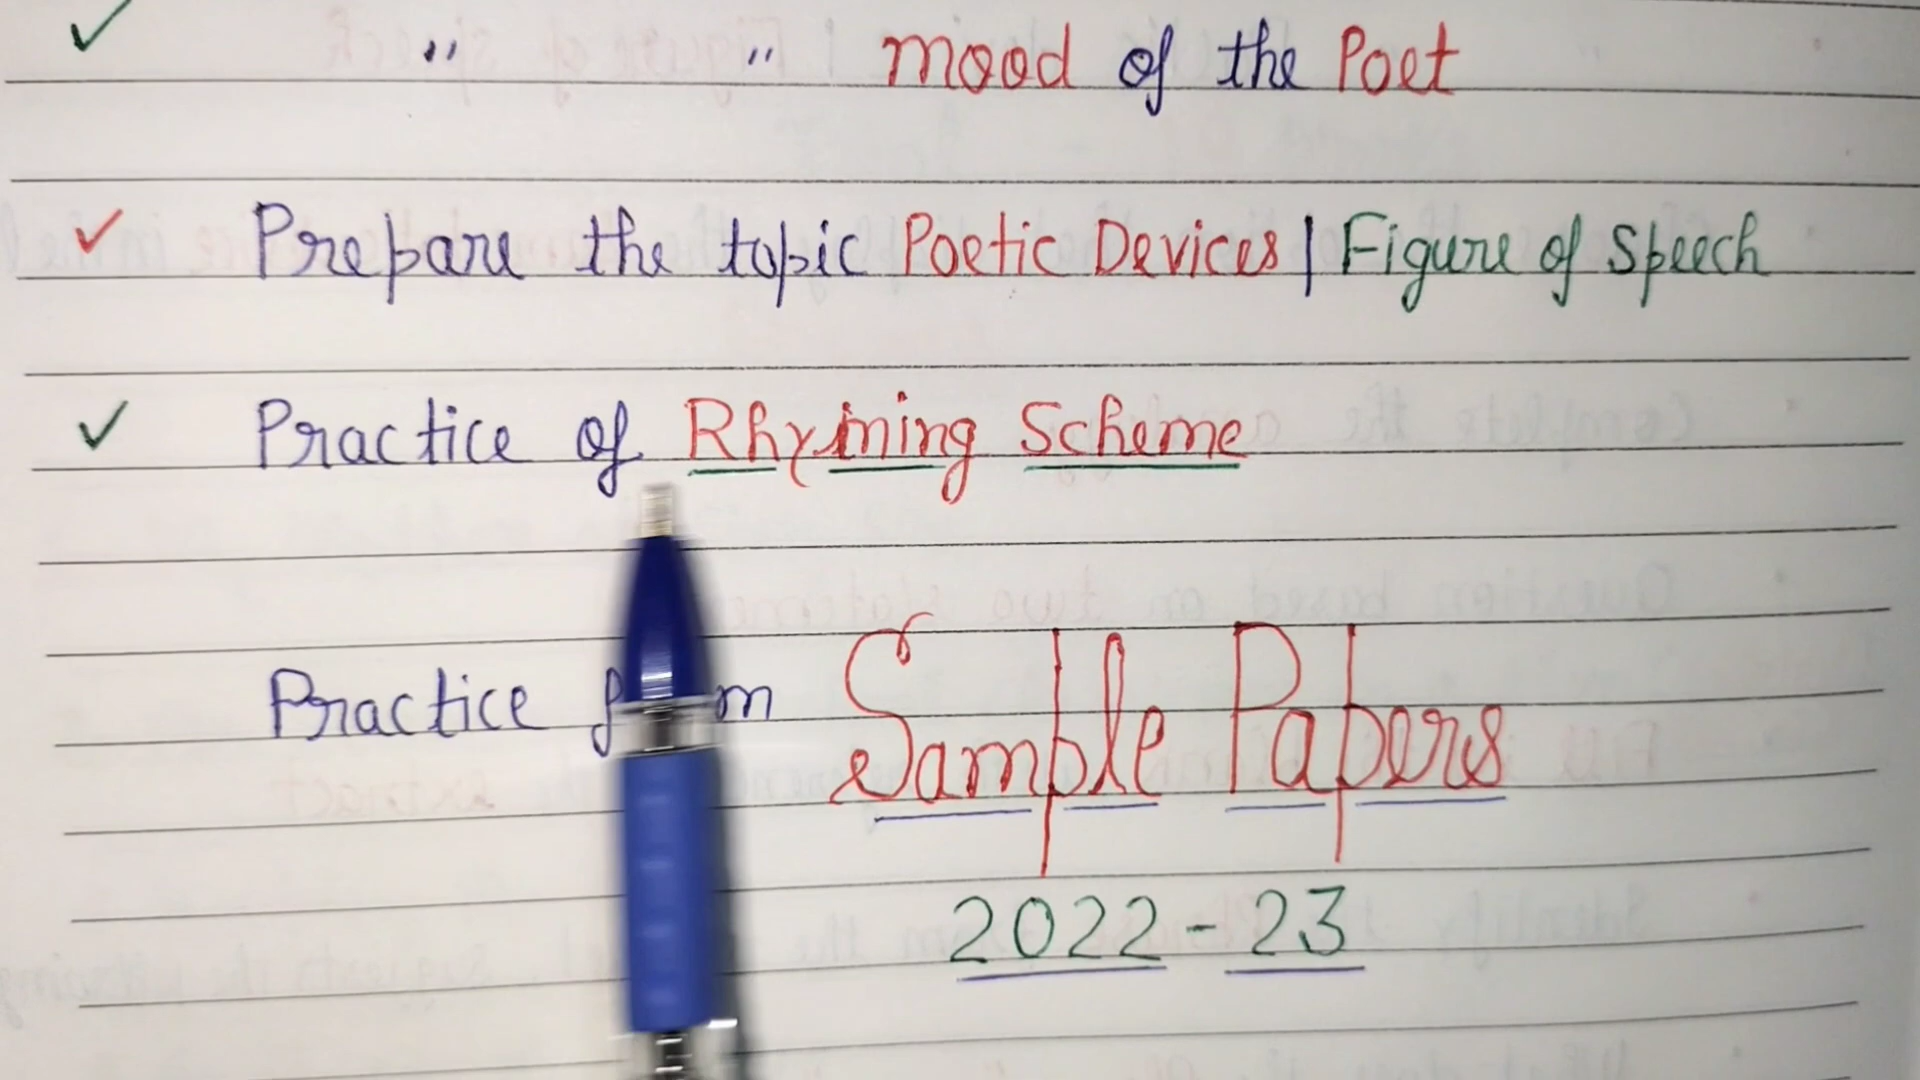 ✓ " " mood of the Poet
✓ Prepare the topic Poetic Devices | Figure of Speech
✓ Practice of Rhyming Scheme
Practice Sample Papers
2022-23